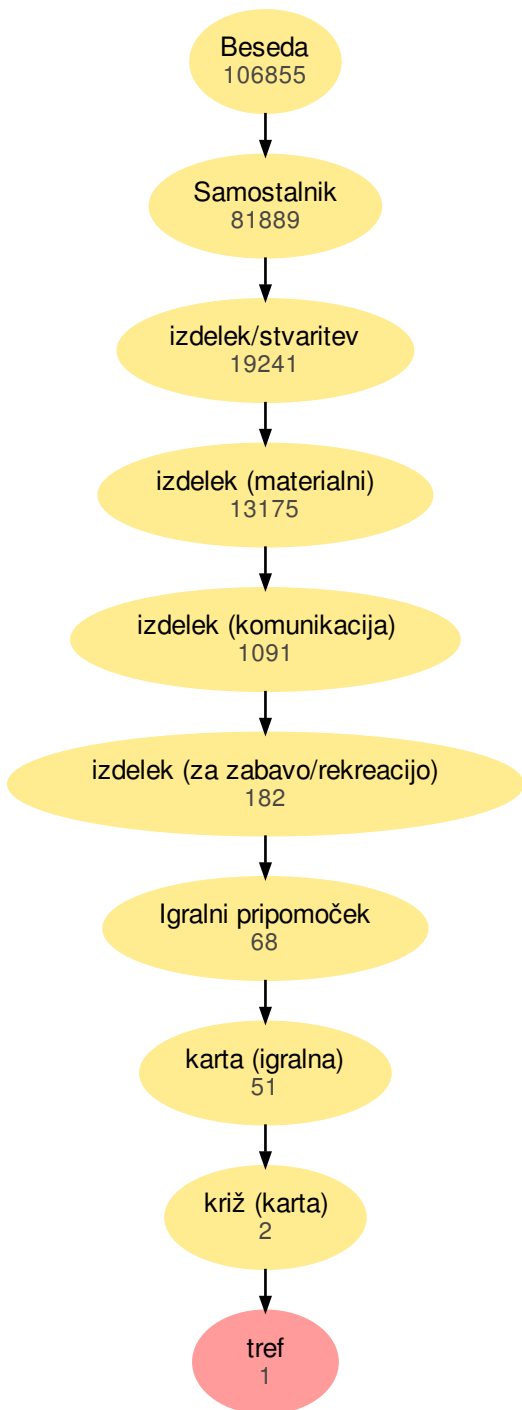 Beseda
106855
Samostalnik
81889
izdelek/stvaritev
19241
izdelek (materialni)
13175
izdelek (komunikacija)
1091
izdelek (za zabavo/rekreacijo)
182
Igralni pripomoček
68
karta (igralna)
51
križ (karta)
2
tref
1